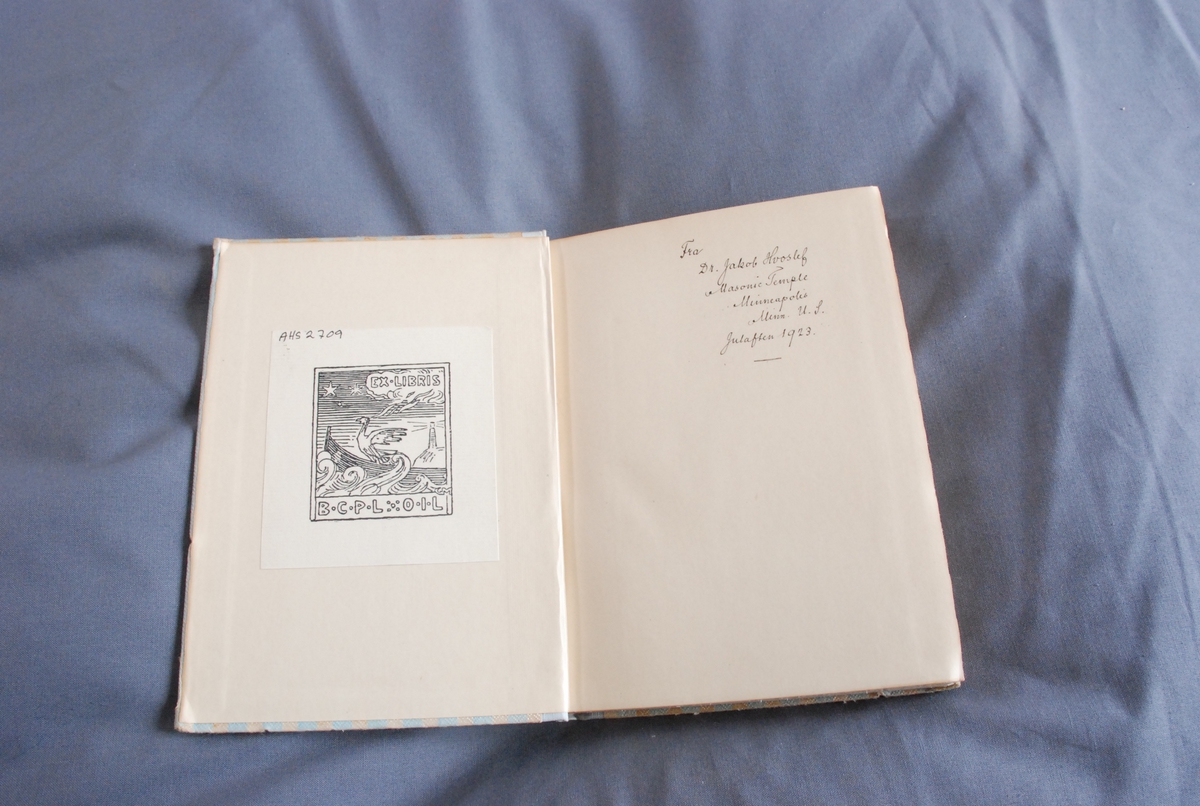 AHS 2709
EX·LIBRIS
B·C·P·L O·I·L
Fra
Dr. Jakob Hvoslef
Masonic Temple
Minneapolis
Minn. U. S.
Julaften 1923.